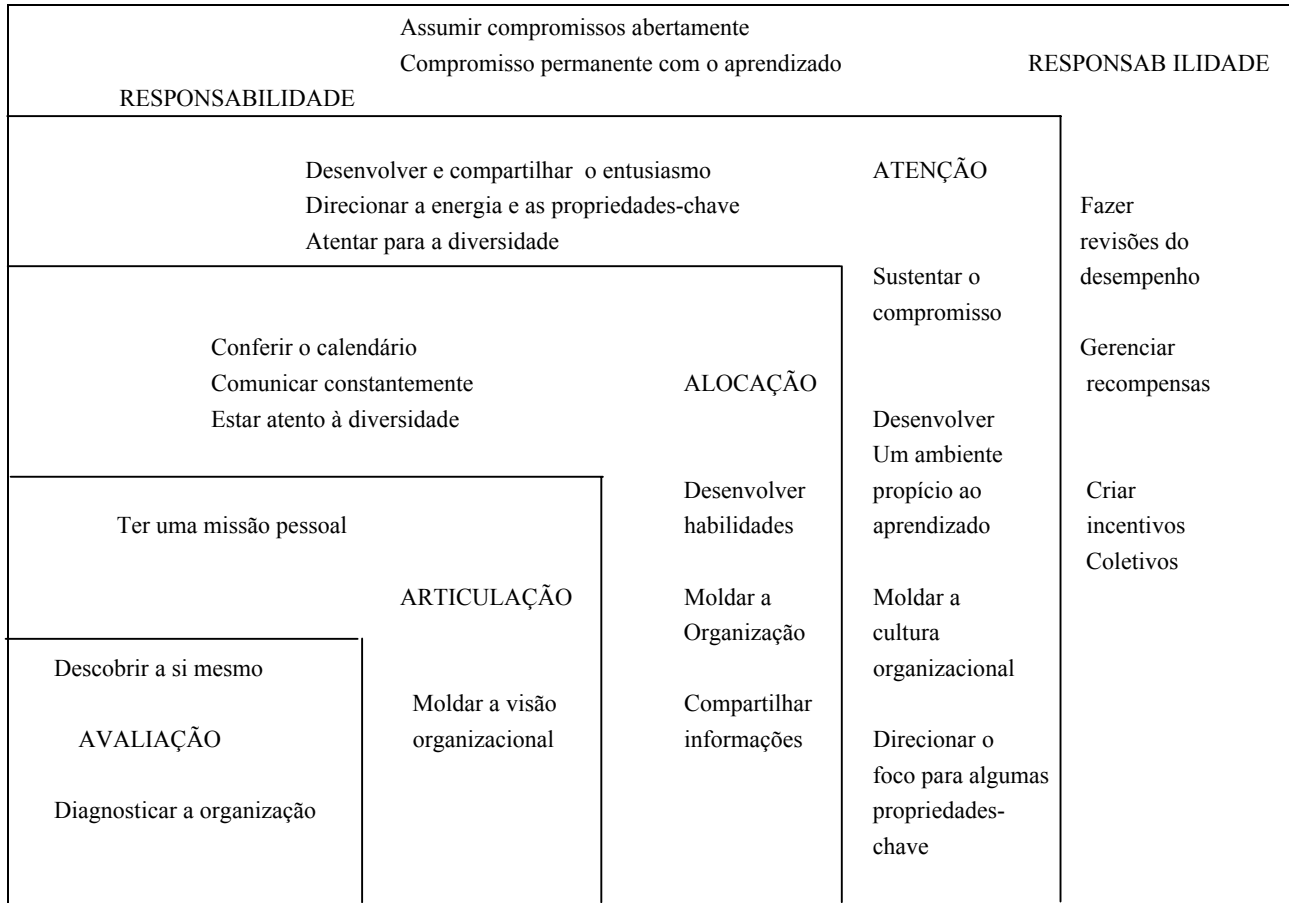 Assumir compromissos abertamente
Compromisso permanente com o aprendizado
RESPONSAB ILIDADE
RESPONSABILIDADE
Desenvolver e compartilhar o entusiasmo
Direcionar a energia e as propriedades-chave
Atentar para a diversidade
ATENÇÃO
Fazer
revisões do
desempenho
Gerenciar
recompensas
Criar
incentivos
Coletivos
Sustentar o
compromisso
Desenvolver
Um ambiente
propício ao
aprendizado
Moldar a
cultura
organizacional
Direcionar o
foco para algumas
propriedades-
chave
Conferir o calendário
Comunicar constantemente
Estar atento à diversidade
ALOCAÇÃO
Desenvolver
habilidades
Moldar a
Organização
Compartilhar
informações
Ter uma missão pessoal
ARTICULAÇÃO
Moldar a visão
organizacional
Descobrir a si mesmo
AVALIAÇÃO
Diagnosticar a organização